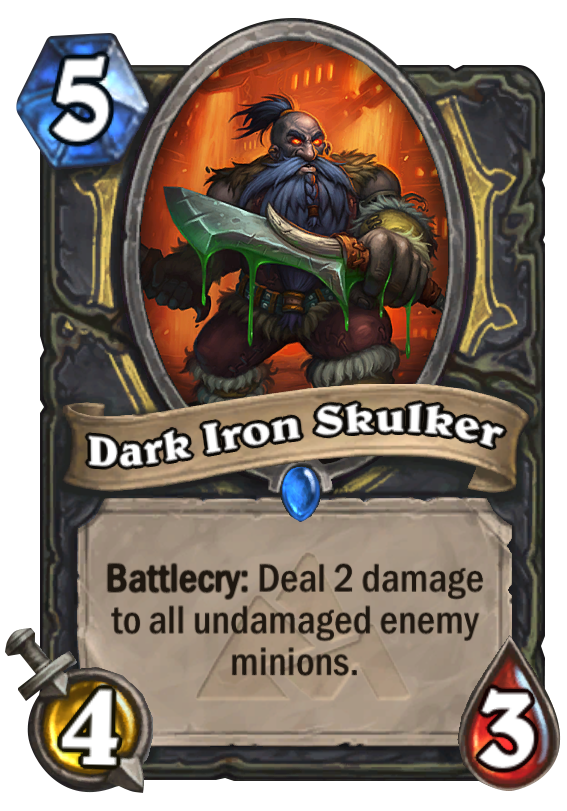 5
Dark Iron Skulker
Battlecry: Deal 2 damage
to all undamaged enemy
minions.
4
3